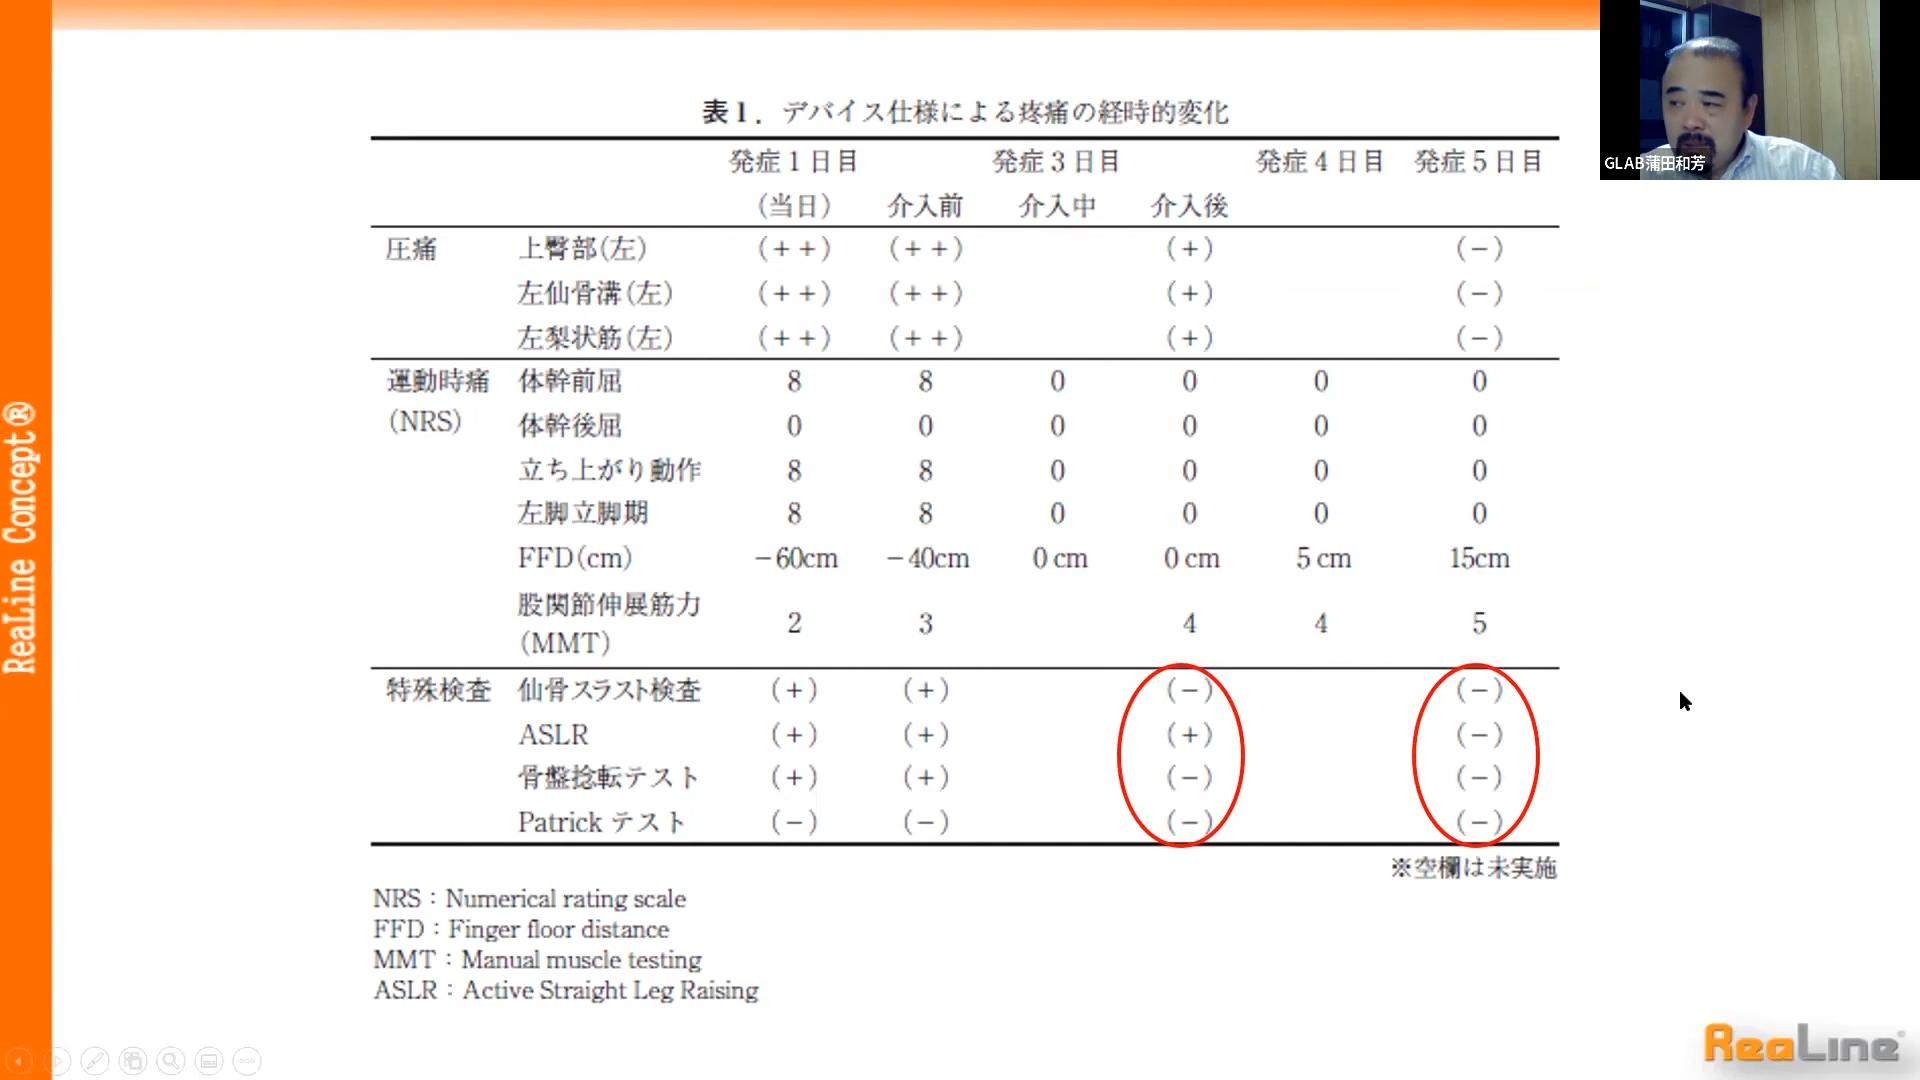 表1. デバイス仕様による疼痛の経時的変化
発症1日目 発症3日目 発症4日目 発症5日目
(当日) 介入前 介入中 介入後
圧痛 上臀部(左) (++) (++) (+) (−)
左仙骨溝(左) (++) (++) (+) (−)
左梨状筋(左) (++) (++) (+) (−)
運動時痛 体幹前屈 8 8 0 0 0 0
(NRS) 体幹後屈 0 0 0 0 0 0
立ち上がり動作 8 8 0 0 0 0
左脚立脚期 8 8 0 0 0 0
FFD(cm) −60cm −40cm 0 cm 0 cm 5 cm 15cm
股関節伸展筋力
(MMT) 2 3 4 4 5
特殊検査 仙骨スラスト検査 (+) (+) (−) (−)
ASLR (+) (+) (+) (−)
骨盤捻転テスト (+) (+) (−) (−)
Patrick テスト (−) (−) (−) (−)
※空欄は未実施
NRS:Numerical rating scale
FFD:Finger floor distance
MMT:Manual muscle testing
ASLR:Active Straight Leg Raising
ReaLine Concept®
GLAB蒲田和芳
ReaLine